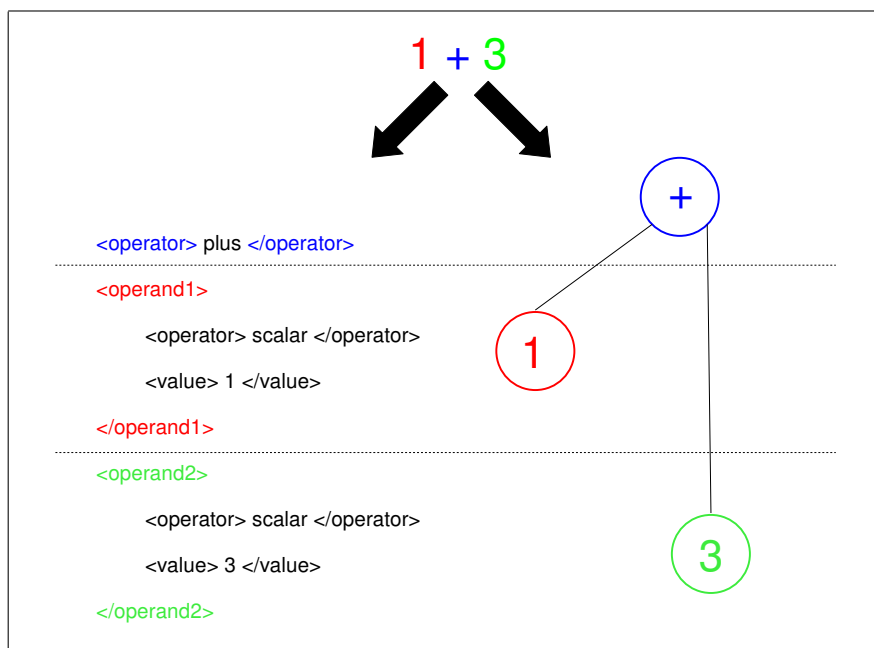 1 + 3
+
<operator> plus </operator>
<operand1>
<operator> scalar </operator>
1
<value> 1 </value>
</operand1>
<operand2>
<operator> scalar </operator>
3
<value> 3 </value>
</operand2>